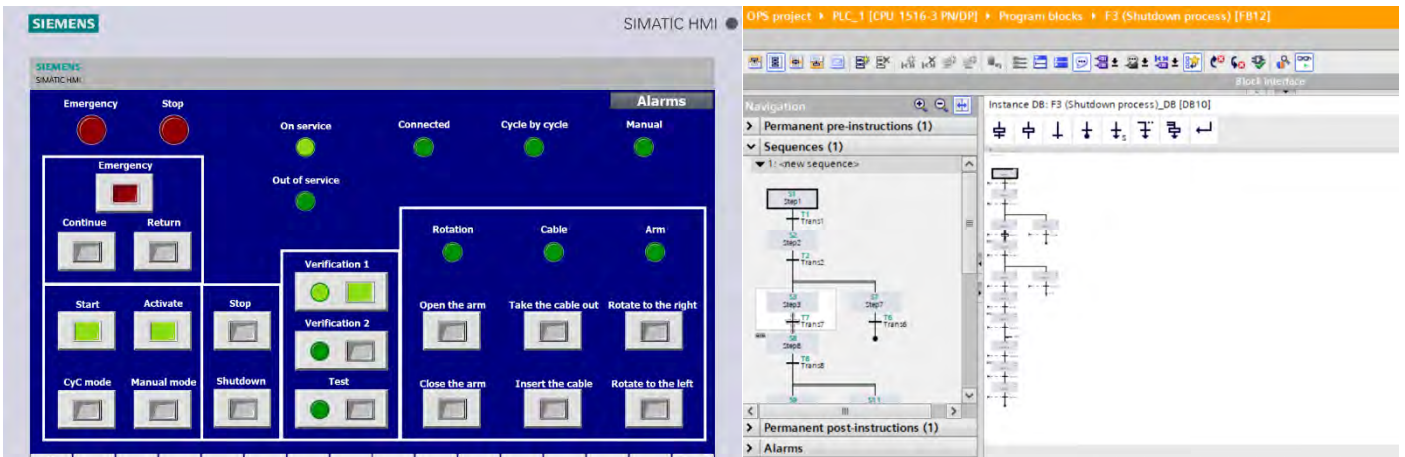 SIEMENS
SIMATIC HMI
SIEMENS
SIMATIC HMI
Alarms
Emergency Stop
On service Connected Cycle by cycle Manual
Emergency
Out of service
Continue Return
Rotation Cable Arm
Verification 1
Start Activate Stop
Open the arm Take the cable out Rotate to the right
Verification 2
CyC mode Manual mode Shutdown Test
Close the arm Insert the cable Rotate to the left
OPS project PLC_1 [CPU 1516-3 PN/DP] Program blocks F3 (Shutdown process) [FB12]
Block interface
Navigation
Instance DB: F3 (Shutdown process)_DB [DB10]
Permanent pre-instructions (1)
Sequences (1)
1: <new sequence>
S1
Step1
T1
Trans1
S2
Step2
T2
Trans2
S3 S7
Step3 Step7
T7 T6
Trans7 Trans6
S8
Step8
T8
Trans8
S9 S11
Permanent post-instructions (1)
Alarms